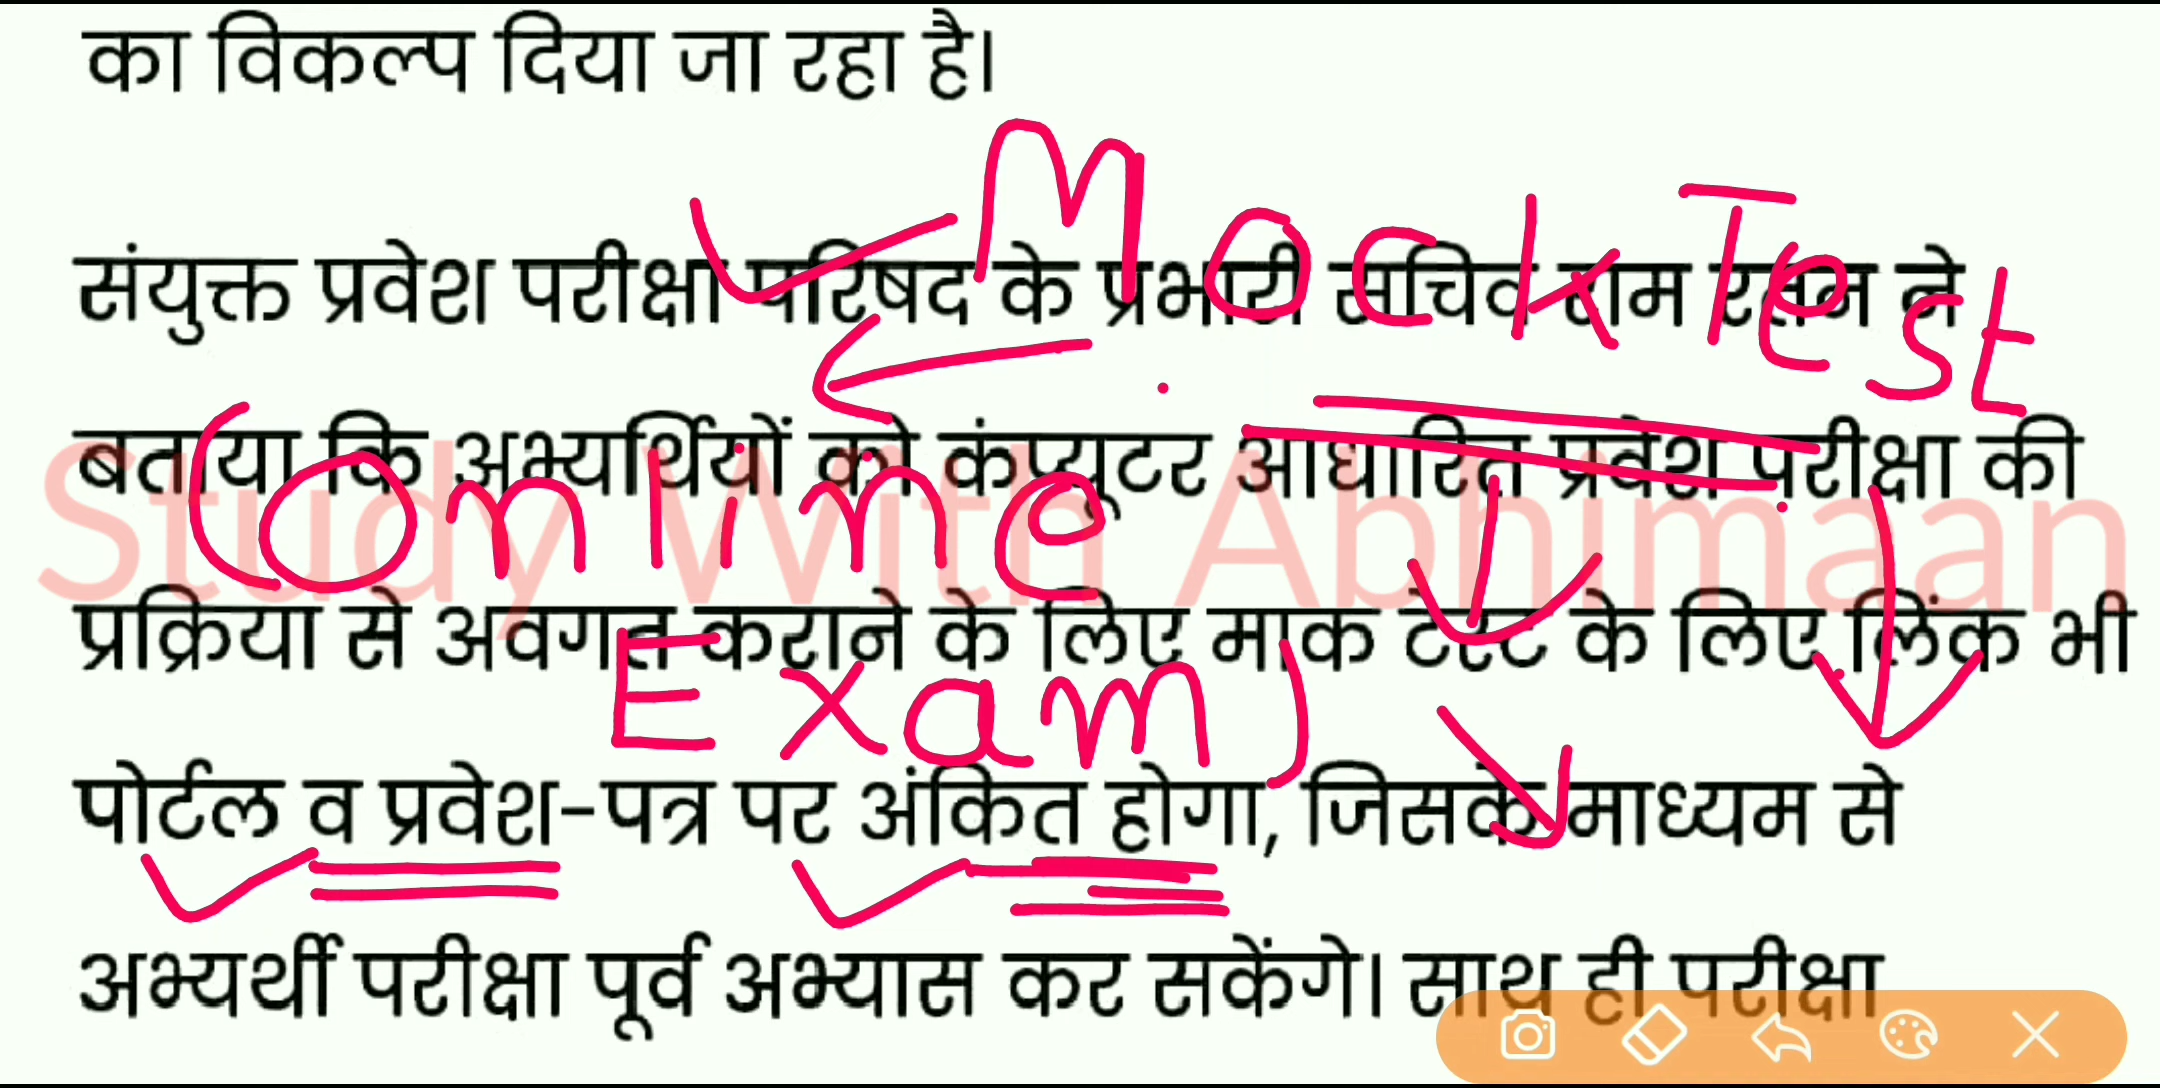 का विकल्प दिया जा रहा है।
Mock Test
संयुक्त प्रवेश परीक्षा परिषद के प्रभारी सचिव राम रतन ने
बताया कि अभ्यर्थियों को कंप्यूटर आधारित प्रवेश परीक्षा की
Study With Abhimaan
(Online
प्रक्रिया से अवगत कराने के लिए माक टेस्ट के लिए लिंक भी
Exam)
पोर्टल व प्रवेश-पत्र पर अंकित होगा, जिसके माध्यम से
अभ्यर्थी परीक्षा पूर्व अभ्यास कर सकेंगे। साथ ही परीक्षा